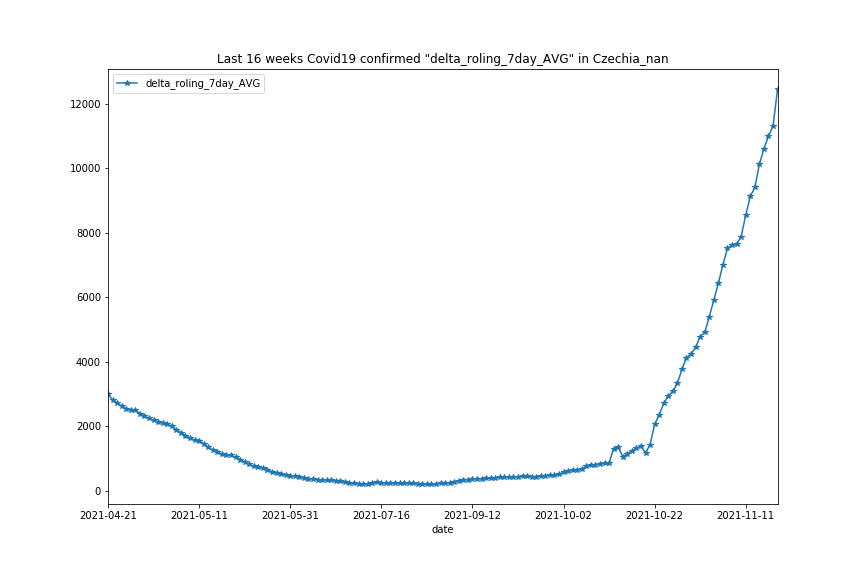 Last 16 weeks Covid19 confirmed "delta_roling_7day_AVG" in Czechia_nan
delta_roling_7day_AVG
12000
10000
8000
6000
4000
2000
0
2021-04-21 2021-05-11 2021-05-31 2021-07-16 2021-09-12 2021-10-02 2021-10-22 2021-11-11
date